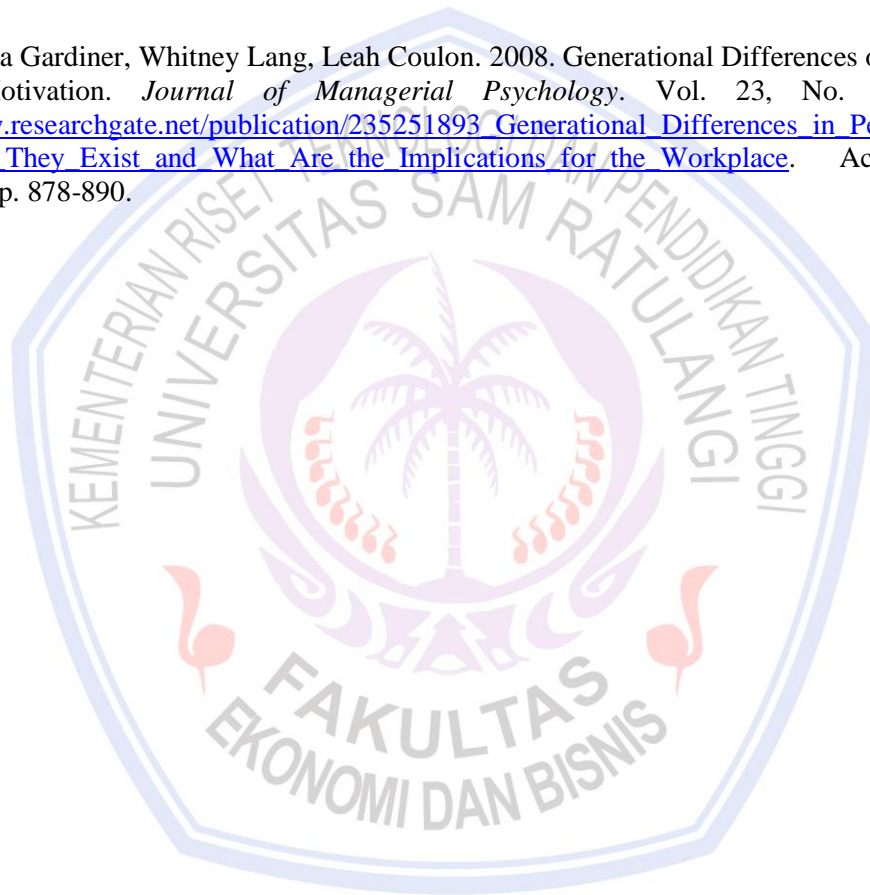 a Gardiner, Whitney Lang, Leah Coulon. 2008. Generational Differences
otivation. Journal of Managerial Psychology. Vol. 23, No.
.researchgate.net/publication/235251893_Generational_Differences_in_Pe
_They_Exist_and_What_Are_the_Implications_for_the_Workplace. Ac
p. 878-890.
KEMENTERIAN RISET TEKNOLOGI DAN PENDIDIKAN TINGGI
UNIVERSITAS SAM RATULANGI
FAKULTAS
EKONOMI DAN BISNIS